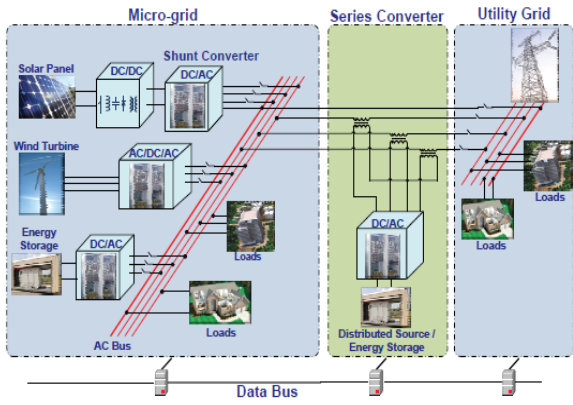 Micro-grid
Series Converter
Utility Grid
Shunt Converter
Solar Panel
DC/DC
DC/AC
Wind Turbine
AC/DC/AC
Energy
Storage
DC/AC
Loads
Loads
AC Bus
DC/AC
Distributed Source /
Energy Storage
Loads
Loads
Data Bus